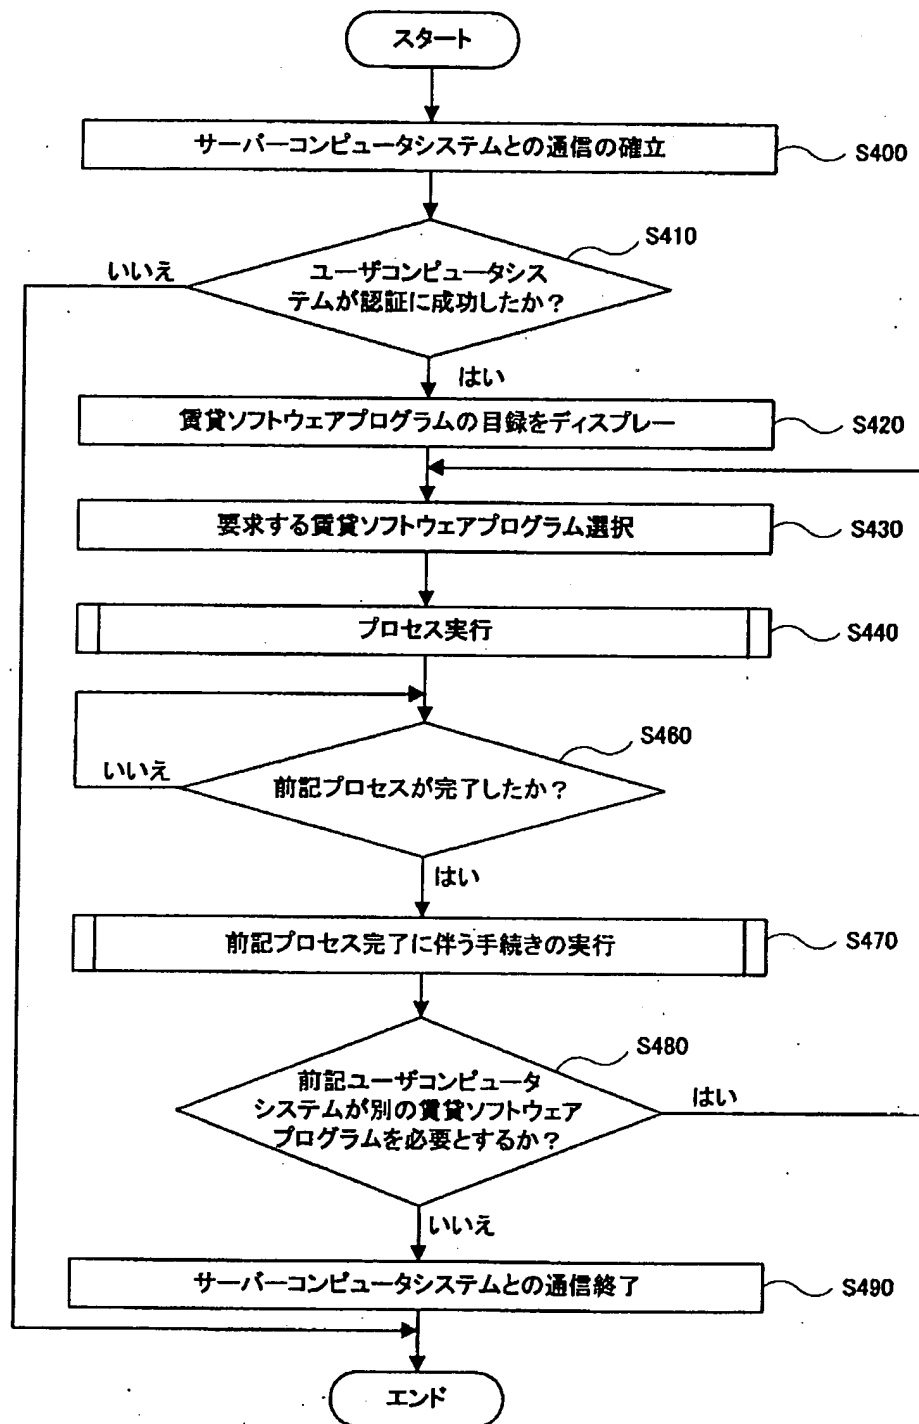 スタート
サーバーコンピュータシステムとの通信の確立
S400
S410
いいえ
ユーザコンピュータシス
テムが認証に成功したか？
はい
賃貸ソフトウェアプログラムの目録をディスプレー
S420
要求する賃貸ソフトウェアプログラム選択
S430
プロセス実行
S440
S460
いいえ
前記プロセスが完了したか？
はい
前記プロセス完了に伴う手続きの実行
S470
S480
前記ユーザコンピュータ
システムが別の賃貸ソフトウェア
プログラムを必要とするか？
はい
いいえ
サーバーコンピュータシステムとの通信終了
S490
エンド